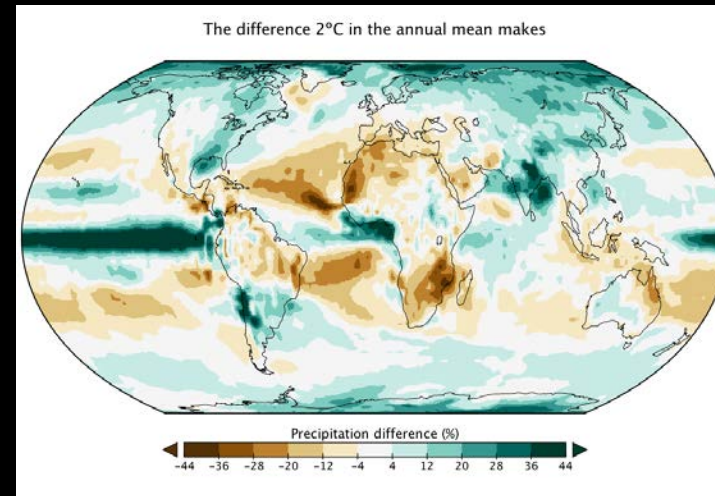 The difference 2°C in the annual mean makes
Precipitation difference (%)
-44 -36 -28 -20 -12 -4 4 12 20 28 36 44